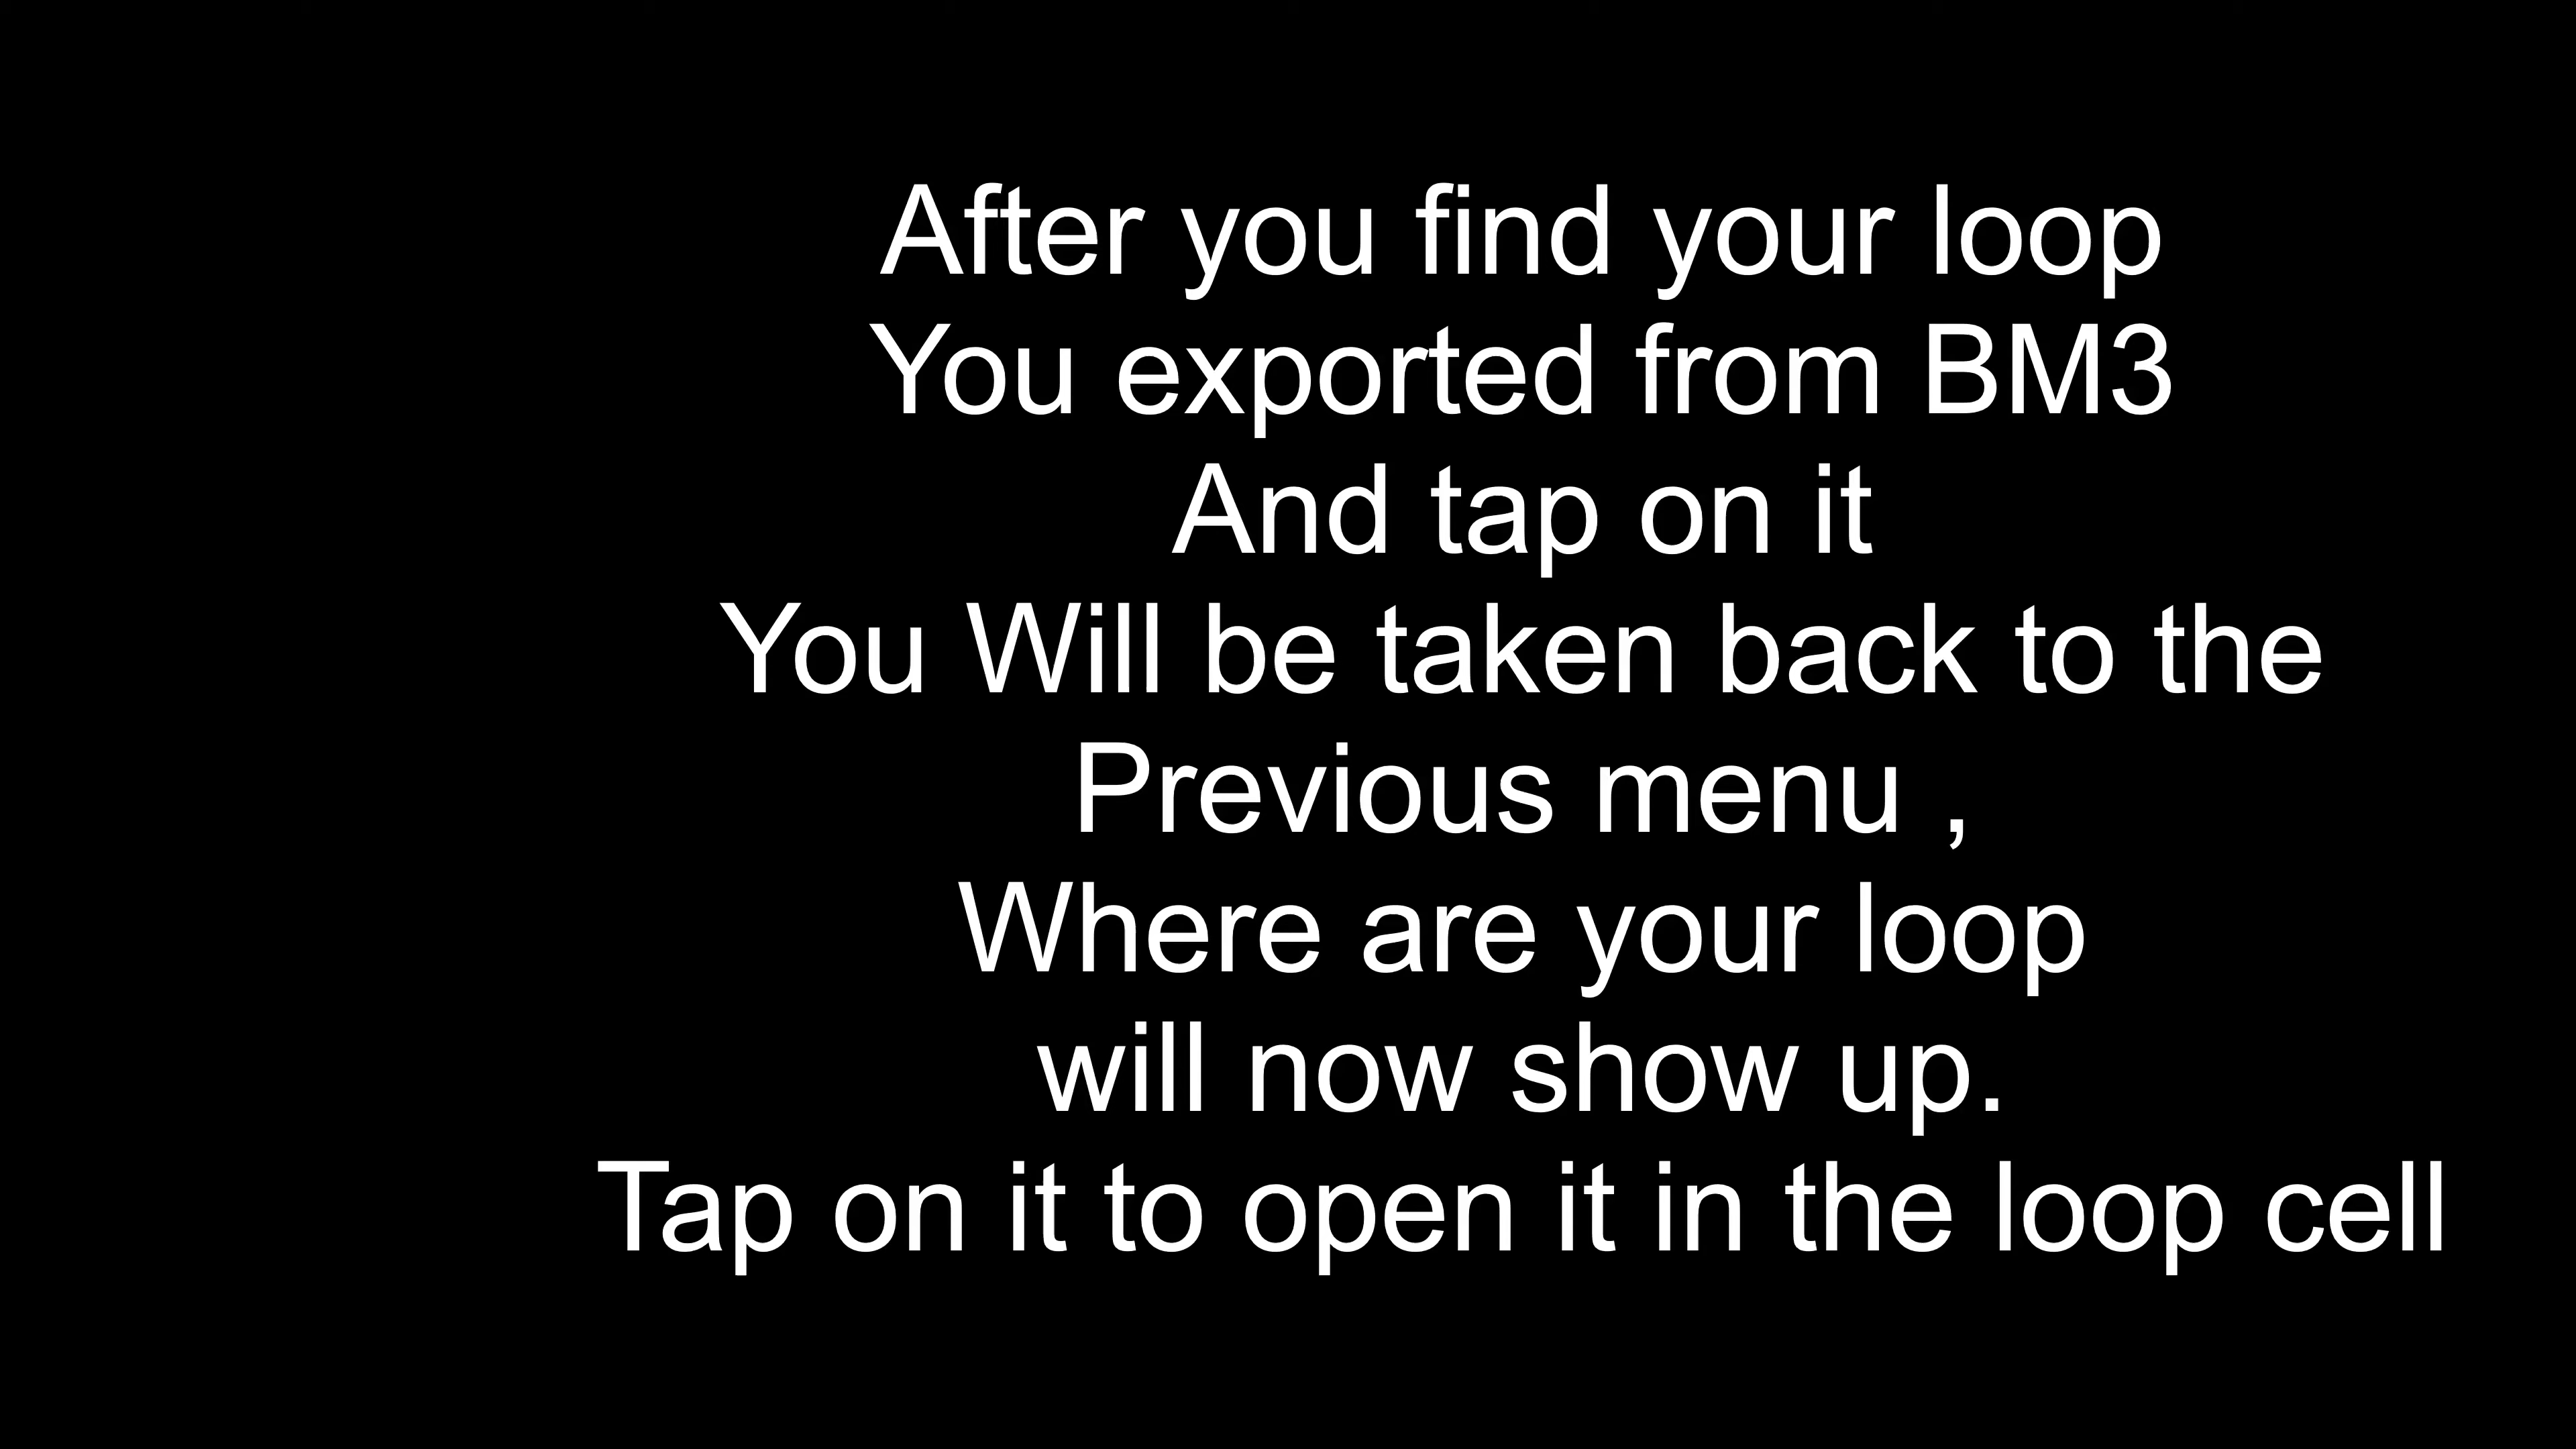 After you find your loop
You exported from BM3
And tap on it
You Will be taken back to the
Previous menu ,
Where are your loop
will now show up.
Tap on it to open it in the loop cell